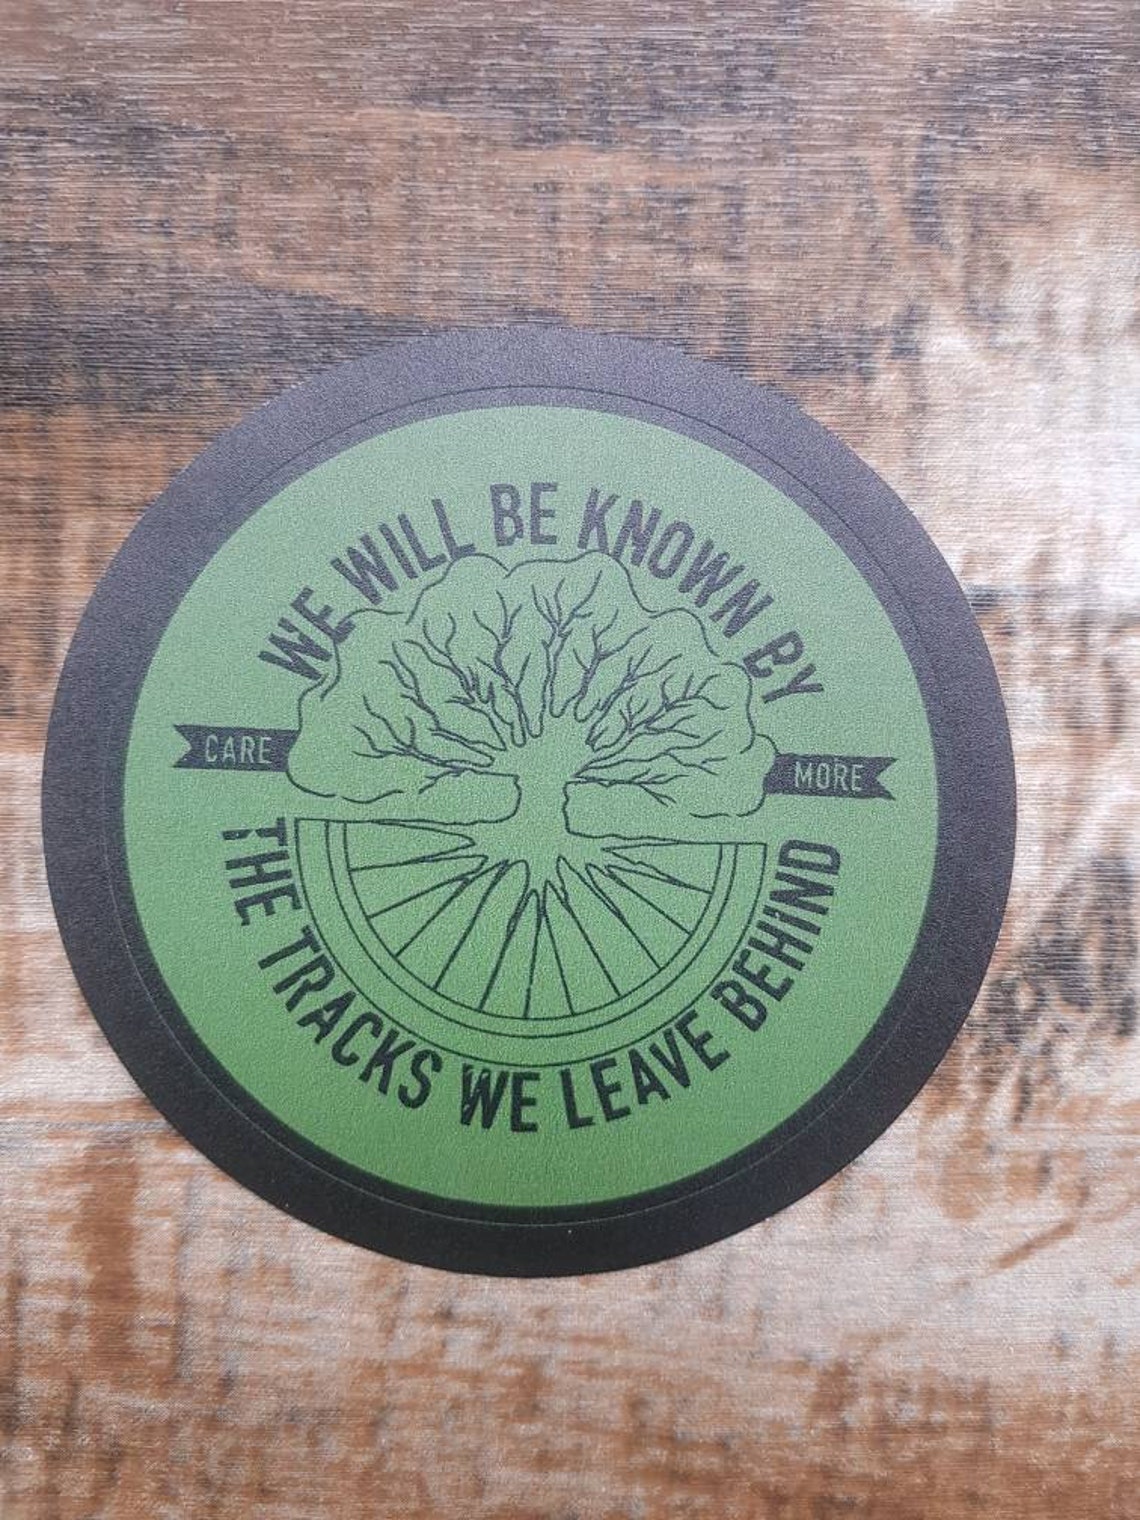 WE WILL BE KNOWN BY
CARE
MORE
THE TRACKS WE LEAVE BEHIND